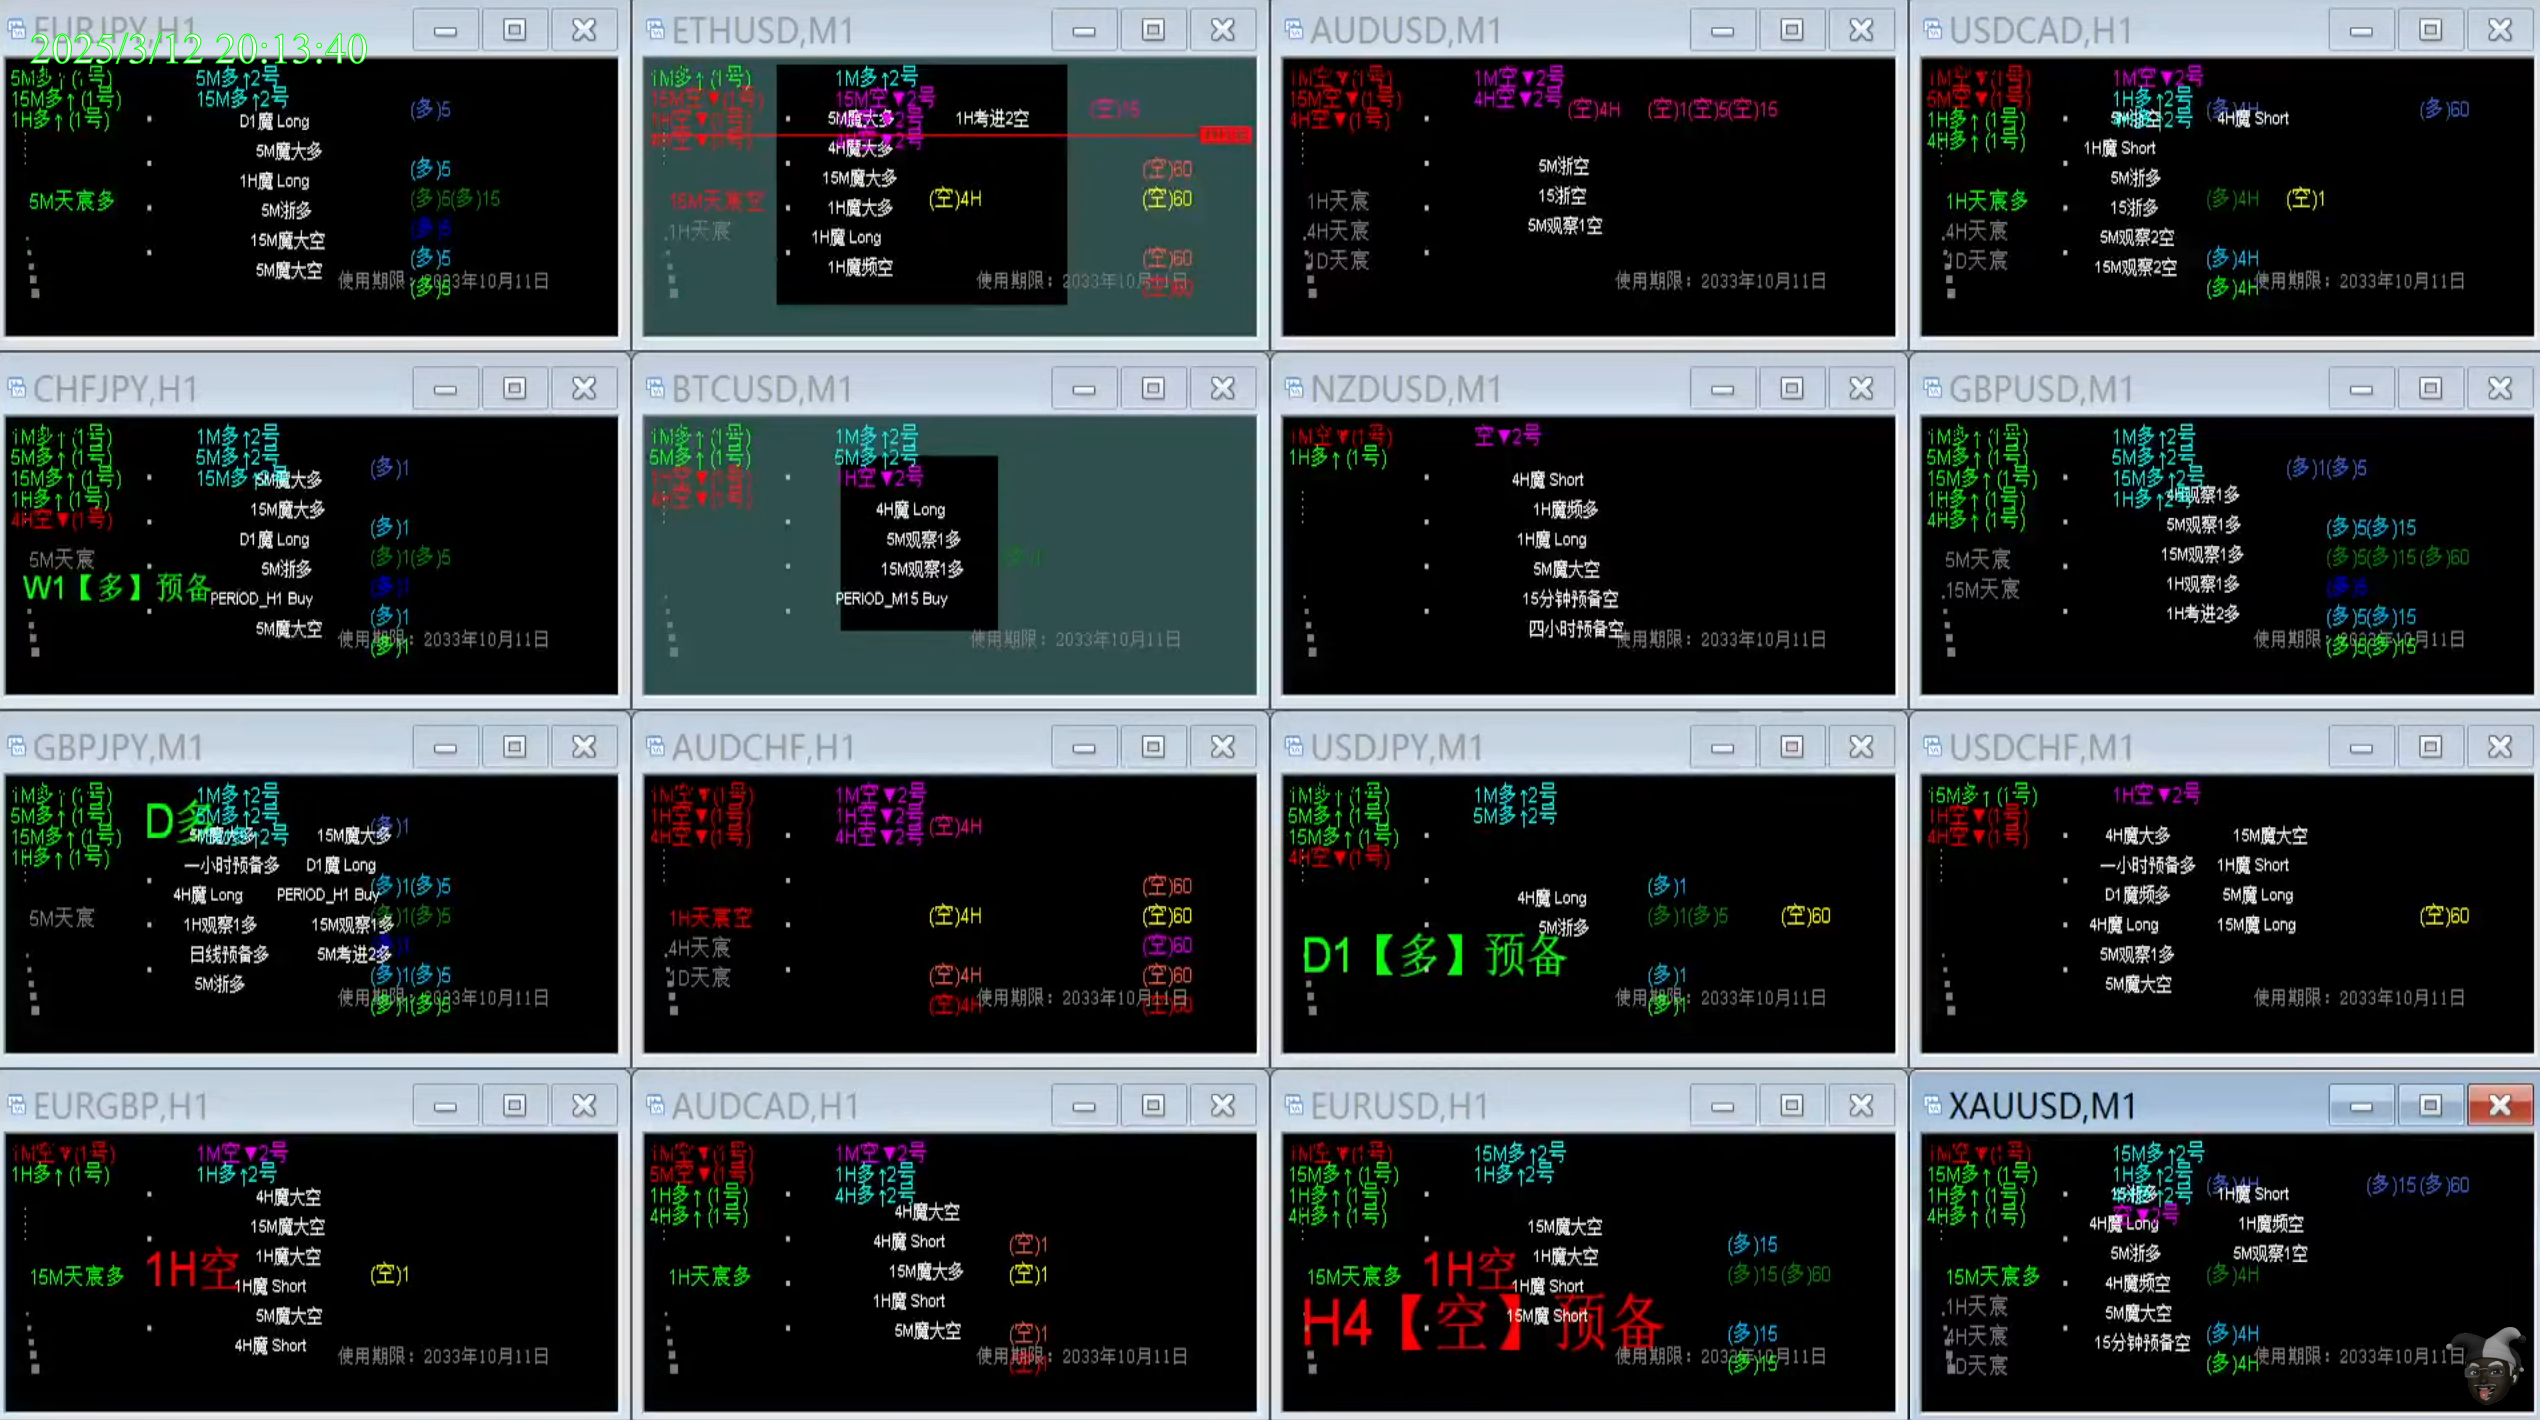 EURJPY,H1
2025/3/12 20:13:40
5M多↑(1号) 5M多↑2号
15M多↑(1号) 15M多↑2号
1H多↑(1号)
(多)5
D1魔 Long
5M魔大多
1H魔 Long (多)5
5M天宸多 5M浙多 (多)5(多)15
15M魔大空 (多)5
5M魔大空 (多)5
使用期限：2033年10月11日
(多)5
ETHUSD,M1
1M多↑(1号) 1M多↑2号
15M空▼(1号) 15M空▼2号
(空)15
5M魔大多 1H考进2空
4H魔大多
15M魔大多 (空)60
15M天宸空 1H魔大多 (空)4H (空)60
1H天宸 1H魔 Long
1H魔频空 (空)60
使用期限：2033年10月11日
AUDUSD,M1
1M空▼(1号) 1M空▼2号
15M空▼(1号) 4H空▼2号
4H空▼(1号)
(空)4H (空)1(空)5(空)15
5M浙空
1H天宸 15浙空
4H天宸 5M观察1空
1D天宸
使用期限：2033年10月11日
USDCAD,H1
1M空▼(1号) 1M空▼2号
5M空▼(1号) 1H多↑2号
1H多↑(1号)
4H多↑(1号)
(多)4H (多)60
5M浙空 4H魔 Short
1H魔 Short
5M浙多
1H天宸多 15浙多 (多)4H (空)1
4H天宸 5M观察2空
1D天宸 15M观察2空 (多)4H
(多)4H
使用期限：2033年10月11日
CHFJPY,H1
1M多↑(1号) 1M多↑2号
5M多↑(1号) 5M多↑2号
15M多↑(1号) 15M多↑2号
1H多↑(1号)
4H空▼(1号)
(多)1
5M魔大多
15M魔大多
D1魔 Long (多)1
5M天宸 5M浙多 (多)1(多)5
W1【多】预备 PERIOD_H1 Buy (多)1
5M魔大空 (多)1
使用期限：2033年10月11日
(多)1
BTCUSD,M1
1M多↑(1号) 1M多↑2号
5M多↑(1号) 5M多↑2号
1H空▼(1号) 1H空▼2号
4H空▼(1号)
4H魔 Long
5M观察1多
15M观察1多
PERIOD_M15 Buy
使用期限：2033年10月11日
NZDUSD,M1
1M空▼(1号) 空▼2号
1H多↑(1号)
4H魔 Short
1H魔频多
1H魔 Long
5M魔大空
15分钟预备空
四小时预备空
使用期限：2033年10月11日
GBPUSD,M1
1M多↑(1号) 1M多↑2号
5M多↑(1号) 5M多↑2号
15M多↑(1号) 15M多↑2号
1H多↑(1号) 1H多↑2号
4H多↑(1号)
(多)1(多)5
4H观察1多
5M观察1多 (多)5(多)15
5M天宸 15M观察1多 (多)5(多)15(多)60
15M天宸 1H观察1多 (多)5
1H考进2多 (多)5(多)15
使用期限：2033年10月11日
(多)5(多)15
GBPJPY,M1
1M多↑(1号) 1M多↑2号
5M多↑(1号) 5M多↑2号
15M多↑(1号) 15M多↑2号
1H多↑(1号)
D多 (多)1
5M魔大多 15M魔大多
一小时预备多 D1魔 Long
4H魔 Long PERIOD_H1 Buy (多)1(多)5
5M天宸 1H观察1多 15M观察1多 (多)1(多)5
日线预备多 5M考进2多
5M浙多 (多)1(多)5
使用期限：2033年10月11日
(多)1(多)5
AUDCHF,H1
1M空▼(1号) 1M空▼2号
1H空▼(1号) 1H空▼2号
4H空▼(1号) 4H空▼2号
(空)4H
(空)60
1H天宸空 (空)4H (空)60
4H天宸 (空)60
1D天宸 (空)4H (空)60
(空)4H (空)60
使用期限：2033年10月11日
USDJPY,M1
1M多↑(1号) 1M多↑2号
5M多↑(1号) 5M多↑2号
15M多↑(1号)
4H空▼(1号)
4H魔 Long (多)1
5M浙多 (多)1(多)5 (空)60
D1【多】预备
(多)1
(多)1
使用期限：2033年10月11日
USDCHF,M1
15M多↑(1号) 1H空▼2号
1H空▼(1号)
4H空▼(1号)
4H魔大多 15M魔大空
一小时预备多 1H魔 Short
D1魔频多 5M魔 Long
4H魔 Long 15M魔 Long (空)60
5M观察1多
5M魔大空
使用期限：2033年10月11日
EURGBP,H1
1M空▼(1号) 1M空▼2号
1H多↑(1号) 1H多↑2号
4H魔大空
15M魔大空
1H魔大空
15M天宸多 1H空 1H魔 Short (空)1
5M魔大空
4H魔 Short
使用期限：2033年10月11日
AUDCAD,H1
1M空▼(1号) 1M空▼2号
5M空▼(1号) 1H多↑2号
1H多↑(1号) 4H多↑2号
4H多↑(1号)
4H魔大空
4H魔 Short (空)1
1H天宸多 15M魔大多 (空)1
1H魔 Short
5M魔大空 (空)1
使用期限：2033年10月11日
EURUSD,H1
1M空▼(1号) 15M多↑2号
15M多↑(1号) 1H多↑2号
1H多↑(1号)
4H多↑(1号)
15M魔大空
1H魔大空 (多)15
15M天宸多 1H空 1H魔 Short (多)15(多)60
H4【空】预备 15M魔 Short (多)15
使用期限：2033年10月11日
(多)15
XAUUSD,M1
1M空▼(1号) 15M多↑2号
15M多↑(1号) 1H多↑2号
1H多↑(1号) 4H多↑2号
4H多↑(1号) 空▼2号
(多)4H (多)15(多)60
15浙多 1H魔 Short
4H魔 Long 1H魔频空
5M浙多 5M观察1空
15M天宸多 4H魔频空 (多)4H
1H天宸 5M魔大空
4H天宸 15分钟预备空 (多)4H
1D天宸 (多)4H
使用期限：2033年10月11日